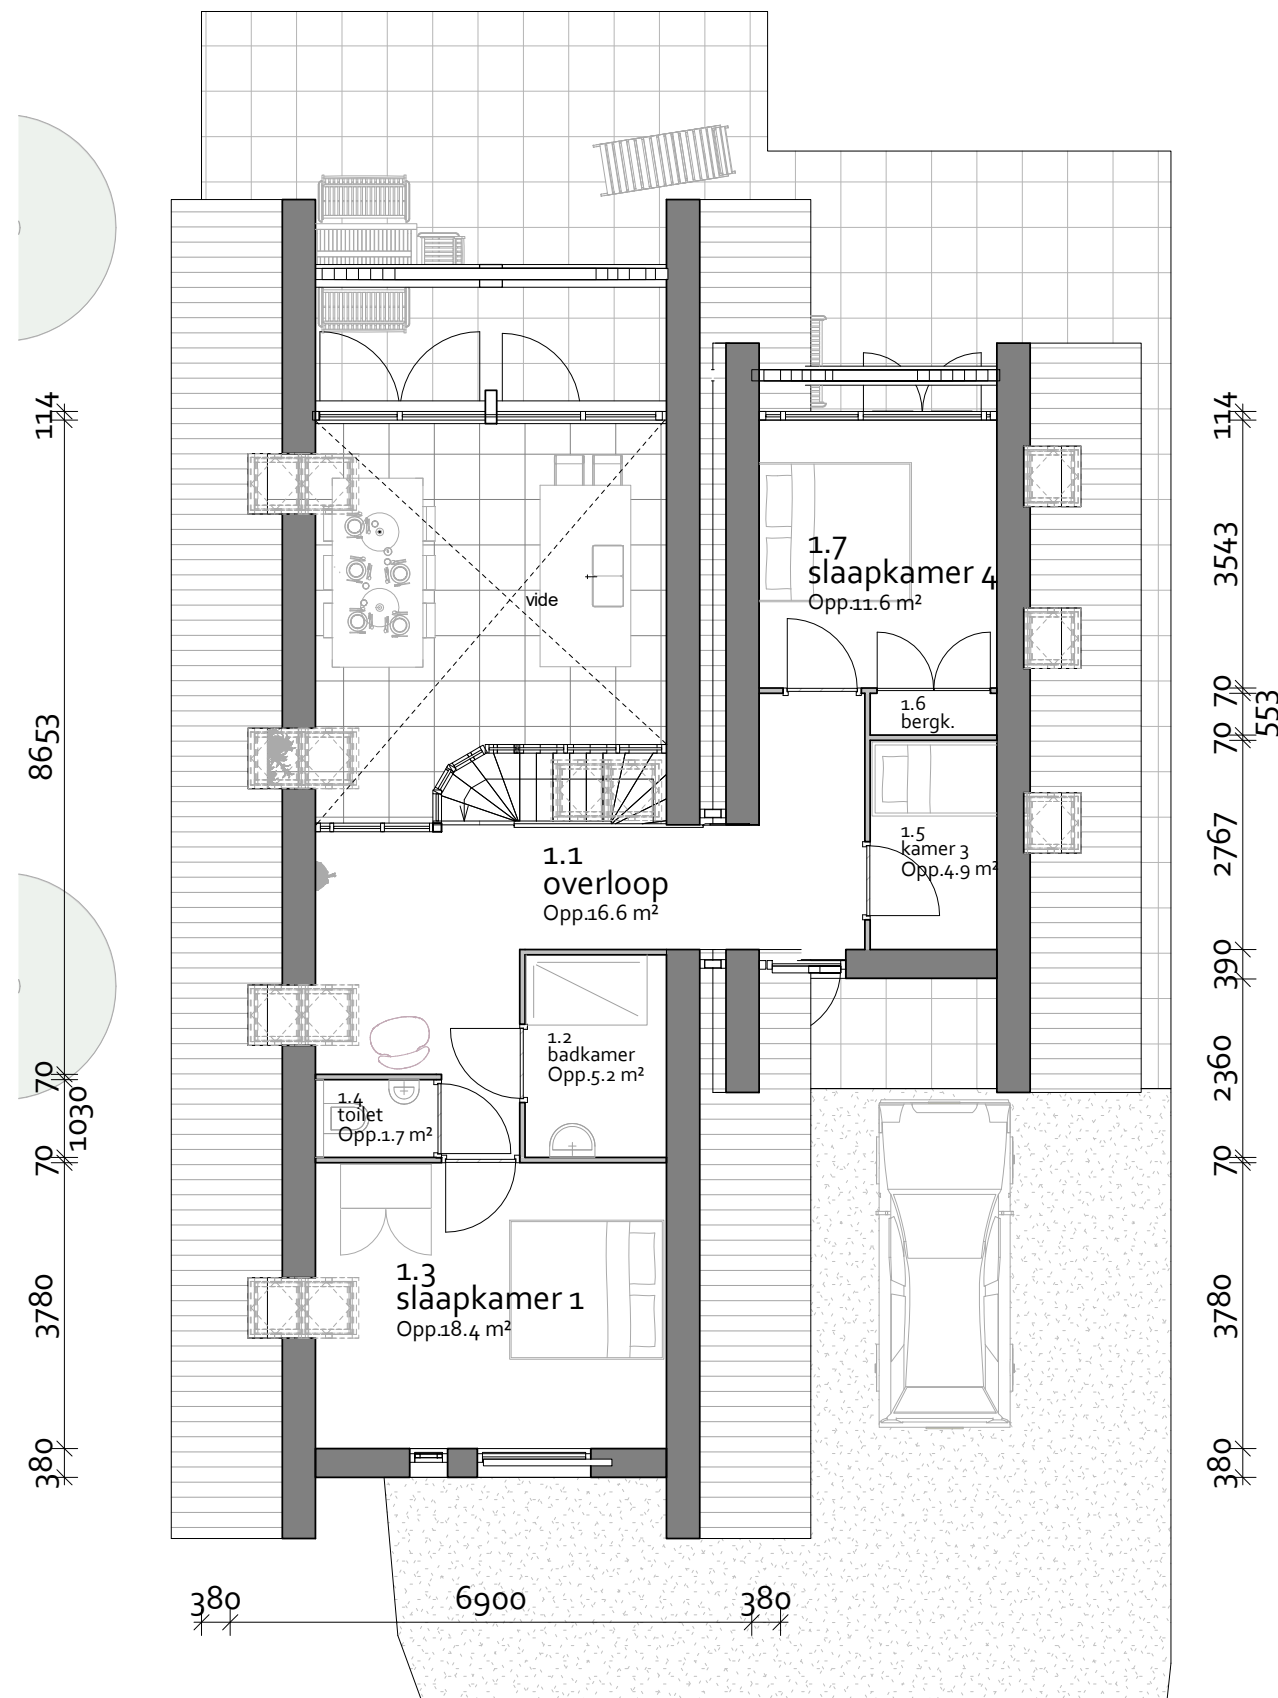 114
8653
70
1030
70
3780
380
114
3543
70
553
70
2767
390
2360
70
3780
380
vide
1.7
slaapkamer 4
Opp.11.6 m²
1.6
bergk.
1.5
kamer 3
Opp.4.9 m²
1.1
overloop
Opp.16.6 m²
1.2
badkamer
Opp.5.2 m²
1.4
toilet
Opp.1.7 m²
1.3
slaapkamer 1
Opp.18.4 m²
380
6900
380